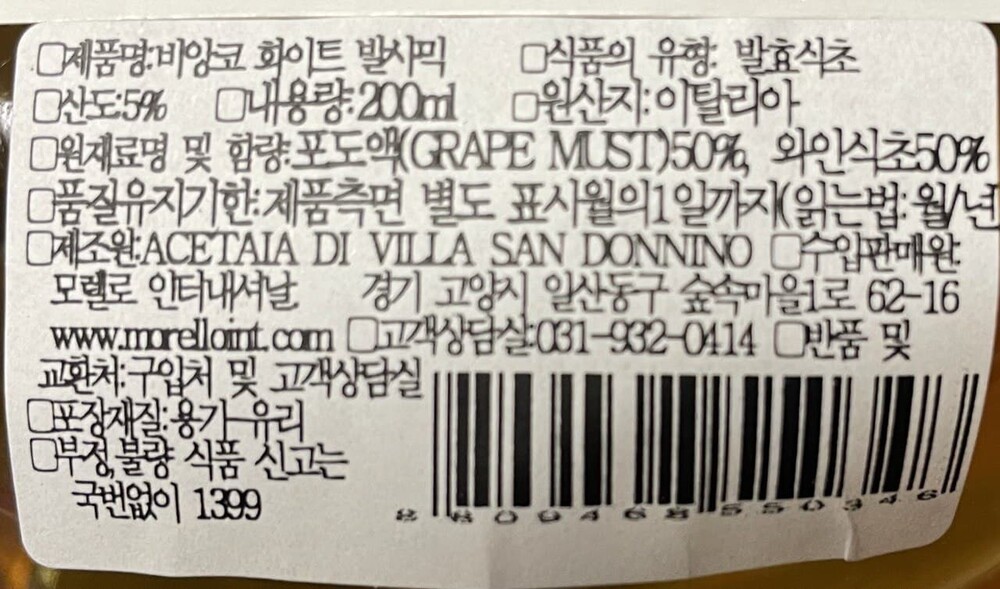 □제품명:비앙코 화이트 발사믹 □식품의 유형: 발효식초
□산도:5% □내용량:200ml □원산지:이탈리아
□원재료명 및 함량:포도액(GRAPE MUST)50%, 와인식초50%
□품질유지기한:제품측면 별도 표시월의1일까지(읽는법:월/년
□제조원:ACETAIA DI VILLA SAN DONNINO □수입판매원:
모렐로 인터내셔날 경기 고양시 일산동구 숲속마을1로 62-16
www.morelloint.com □고객상담실:031-932-0414 □반품 및
교환처:구입처 및 고객상담실
□포장재질:용기-유리
□부정,불량 식품 신고는
국번없이 1399
8 809468 550346